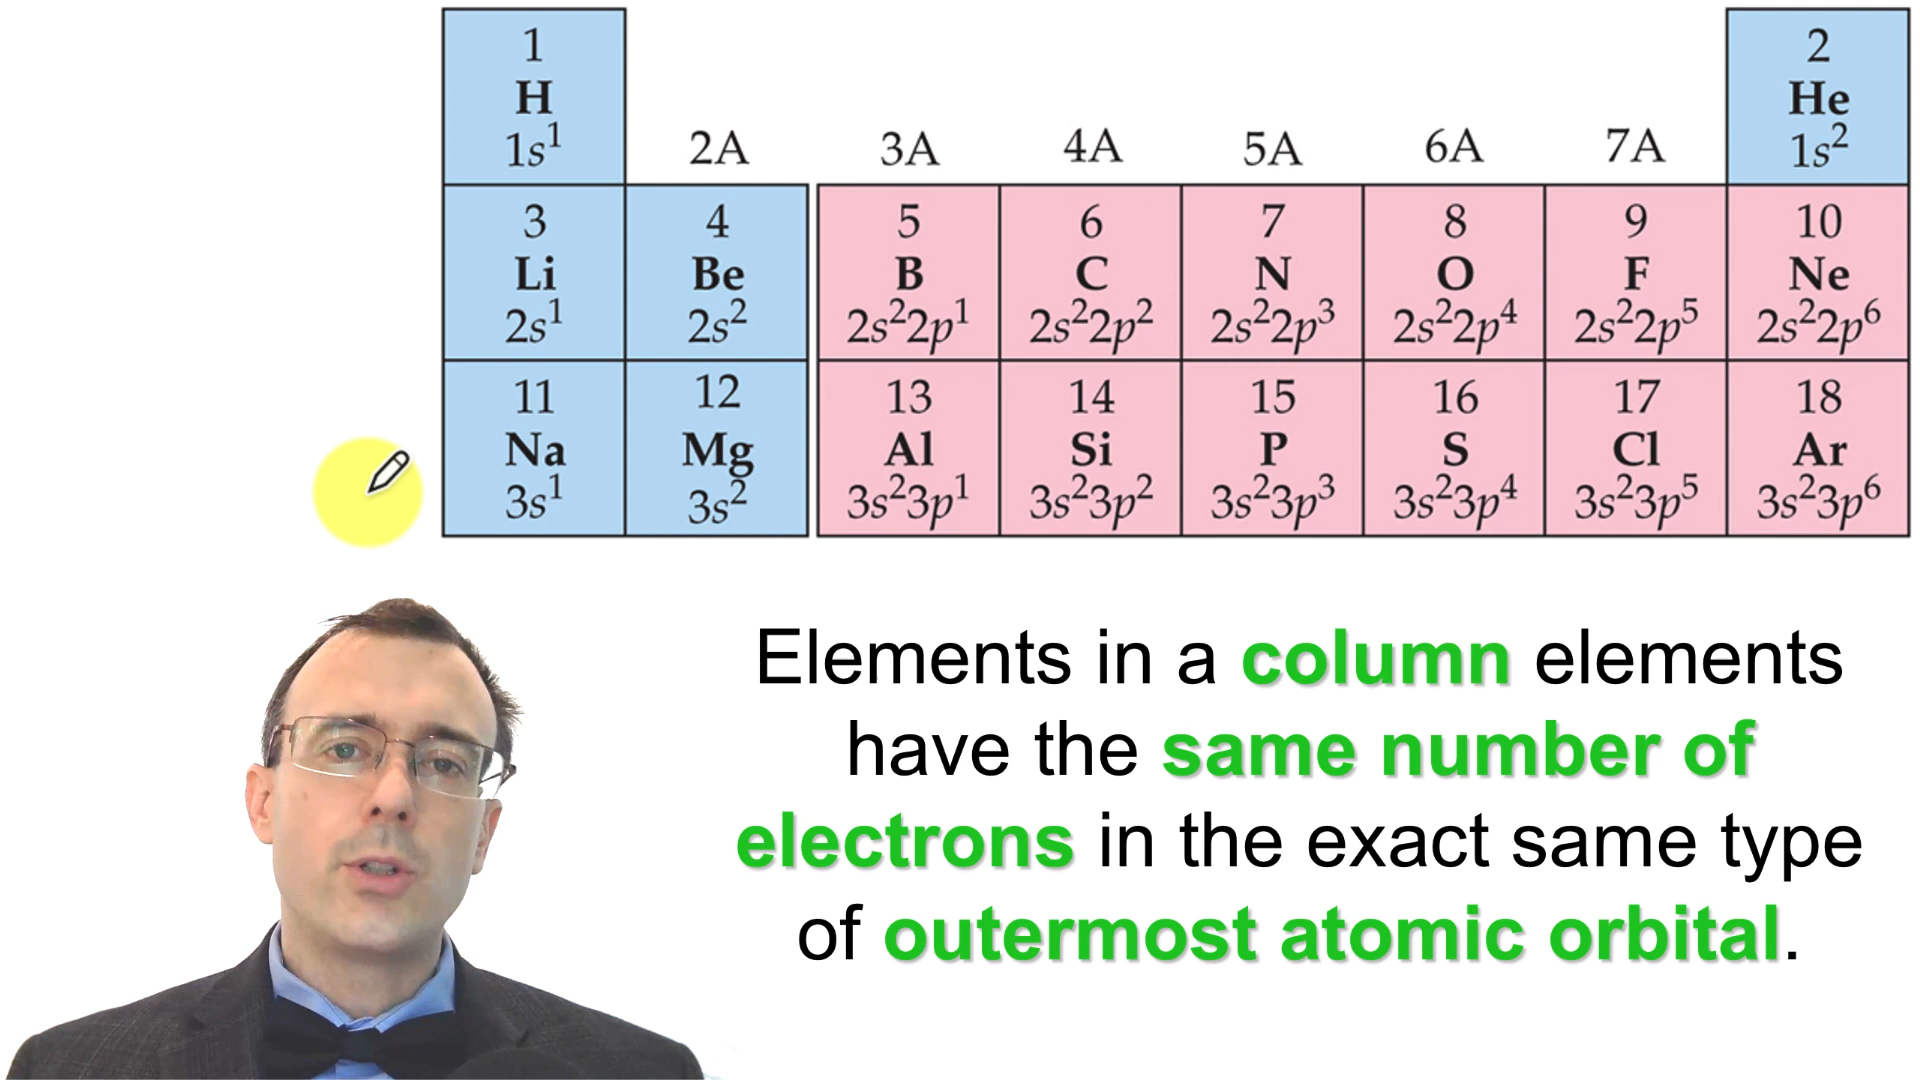 1 2
H He
1s¹ 2A 3A 4A 5A 6A 7A 1s²
3 4 5 6 7 8 9 10
Li Be B C N O F Ne
2s¹ 2s² 2s²2p¹ 2s²2p² 2s²2p³ 2s²2p⁴ 2s²2p⁵ 2s²2p⁶
11 12 13 14 15 16 17 18
Na Mg Al Si P S Cl Ar
3s¹ 3s² 3s²3p¹ 3s²3p² 3s²3p³ 3s²3p⁴ 3s²3p⁵ 3s²3p⁶
Elements in a column elements
have the same number of
electrons in the exact same type
of outermost atomic orbital.